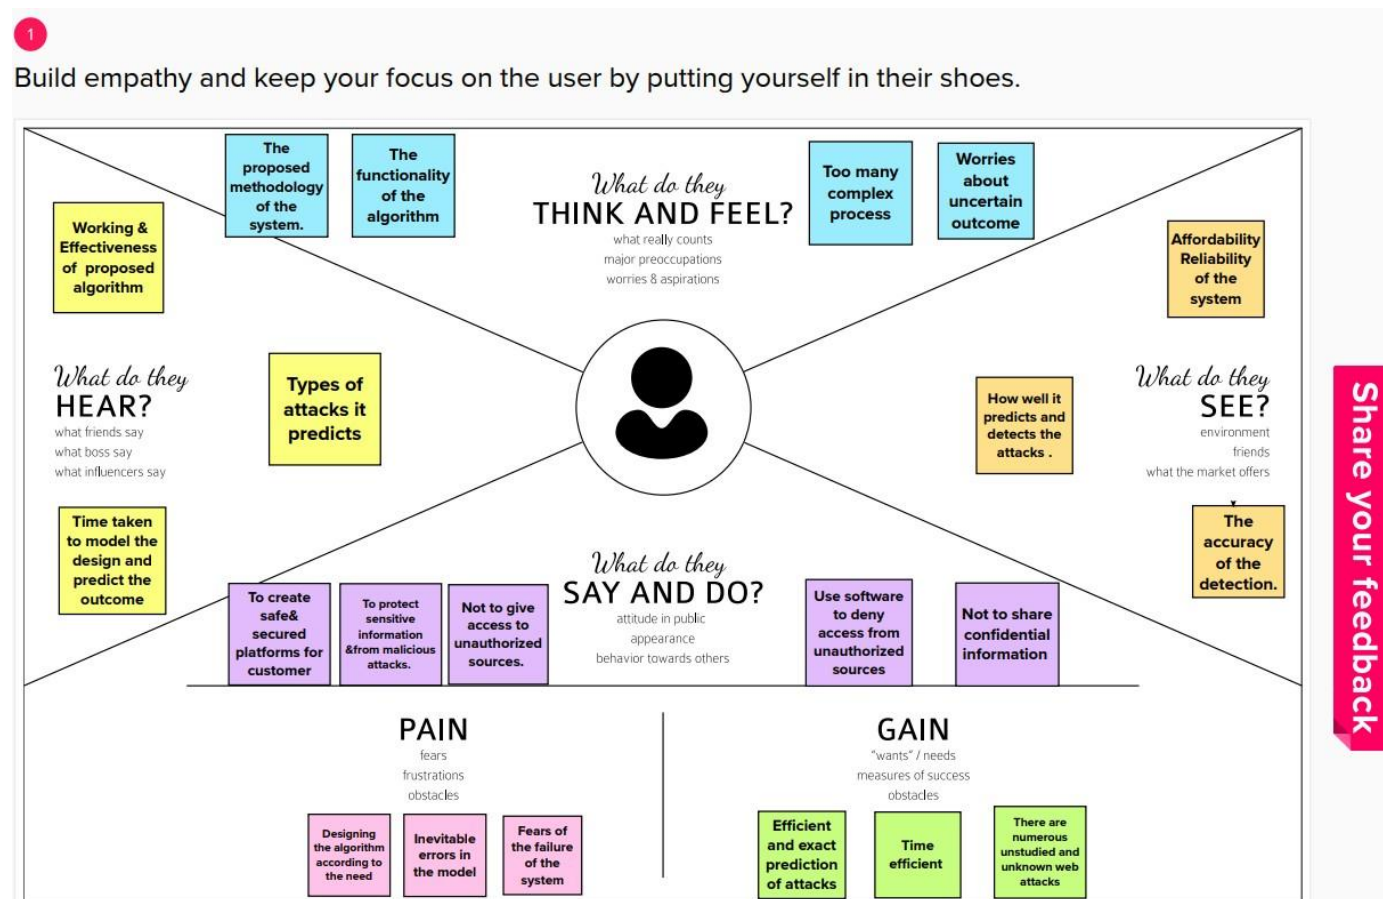 1
Build empathy and keep your focus on the user by putting yourself in their shoes.
The
proposed
methodology
of the
system.
The
functionality
of the
algorithm
What do they
THINK AND FEEL?
what really counts
major preoccupations
worries & aspirations
Too many
complex
process
Worries
about
uncertain
outcome
Working &
Effectiveness
of proposed
algorithm
What do they
HEAR?
what friends say
what boss say
what influencers say
Types of
attacks it
predicts
Time taken
to model the
design and
predict the
outcome
Affordability
Reliability
of the
system
How well it
predicts and
detects the
attacks .
What do they
SEE?
environment
friends
what the market offers
The
accuracy
of the
detection.
To create
safe&
secured
platforms for
customer
To protect
sensitive
information
&from malicious
attacks.
Not to give
access to
unauthorized
sources.
What do they
SAY AND DO?
attitude in public
appearance
behavior towards others
Use software
to deny
access from
unauthorized
sources
Not to share
confidential
information
PAIN
fears
frustrations
obstacles
Designing
the algorithm
according to
the need
Inevitable
errors in
the model
Fears of
the failure
of the
system
GAIN
"wants" / needs
measures of success
obstacles
Efficient
and exact
prediction
of attacks
Time
efficient
There are
numerous
unstudied and
unknown web
attacks
Share your feedback